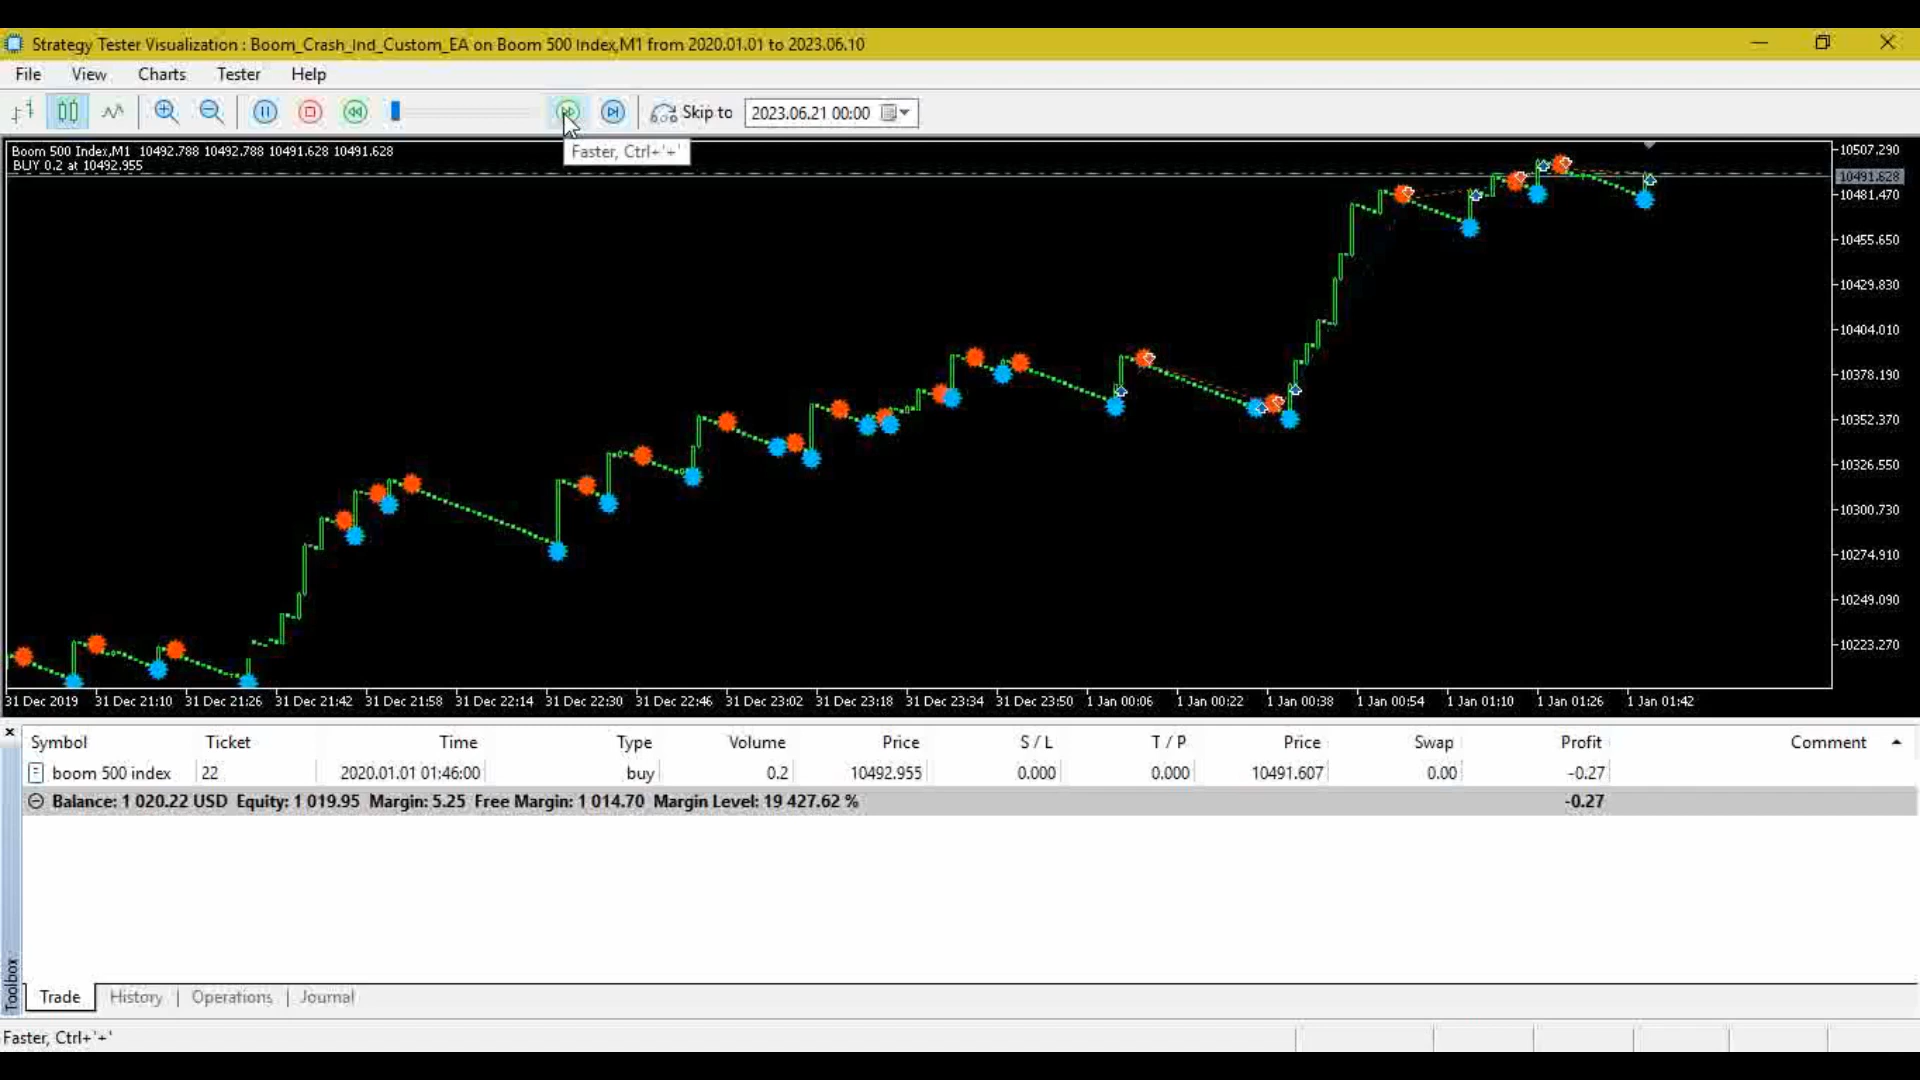 Strategy Tester Visualization : Boom_Crash_Ind_Custom_EA on Boom 500 Index,M1 from 2020.01.01 to 2023.06.10
File View Charts Tester Help
Skip to 2023.06.21 00:00
Faster, Ctrl+'+'
Boom 500 Index,M1 10492.788 10492.788 10491.628 10491.628
BUY 0.2 at 10492.955
10507.290
10491.628
10481.470
10455.650
10429.830
10404.010
10378.190
10352.370
10326.550
10300.730
10274.910
10249.090
10223.270
31 Dec 2019 31 Dec 21:10 31 Dec 21:26 31 Dec 21:42 31 Dec 21:58 31 Dec 22:14 31 Dec 22:30 31 Dec 22:46 31 Dec 23:02 31 Dec 23:18 31 Dec 23:34 31 Dec 23:50 1 Jan 00:06 1 Jan 00:22 1 Jan 00:38 1 Jan 00:54 1 Jan 01:10 1 Jan 01:26 1 Jan 01:42
Symbol Ticket Time Type Volume Price S / L T / P Price Swap Profit Comment
boom 500 index 22 2020.01.01 01:46:00 buy 0.2 10492.955 0.000 0.000 10491.607 0.00 -0.27
Balance: 1 020.22 USD Equity: 1 019.95 Margin: 5.25 Free Margin: 1 014.70 Margin Level: 19 427.62 % -0.27
Toolbox
Trade History Operations Journal
Faster, Ctrl+'+'